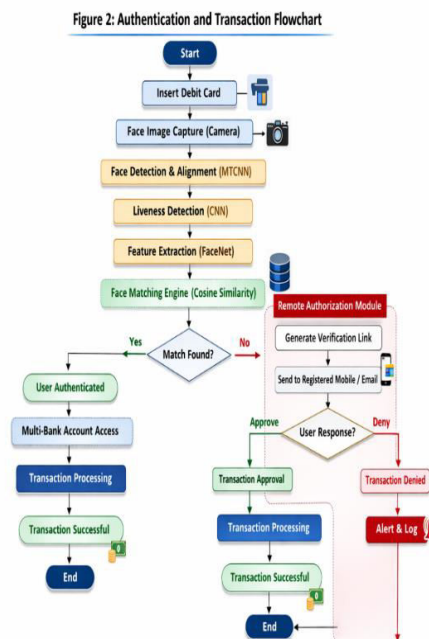 Figure 2: Authentication and Transaction Flowchart
Start
Insert Debit Card
Face Image Capture (Camera)
Face Detection & Alignment (MTCNN)
Liveness Detection (CNN)
Feature Extraction (FaceNet)
Face Matching Engine (Cosine Similarity)
Match Found?
Yes
No
User Authenticated
Multi-Bank Account Access
Transaction Processing
Transaction Successful
End
Remote Authorization Module
Generate Verification Link
Send to Registered Mobile / Email
User Response?
Approve
Deny
Transaction Approval
Transaction Processing
Transaction Successful
End
Transaction Denied
Alert & Log